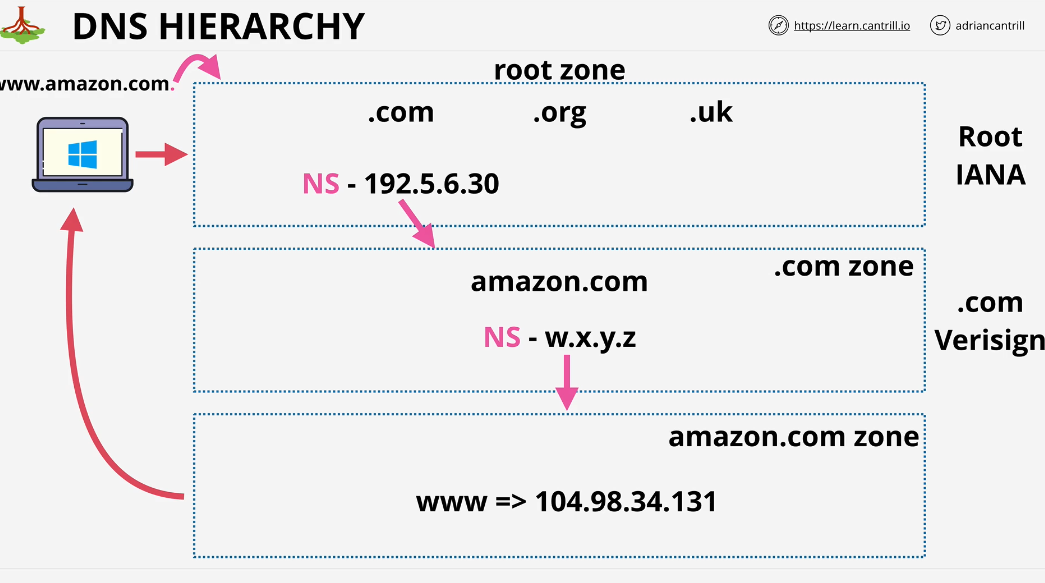 DNS HIERARCHY
https://learn.cantrill.io
adriancantrill
www.amazon.com.
root zone
.com .org .uk
Root
IANA
NS - 192.5.6.30
.com zone
amazon.com
.com
Verisign
NS - w.x.y.z
amazon.com zone
www => 104.98.34.131